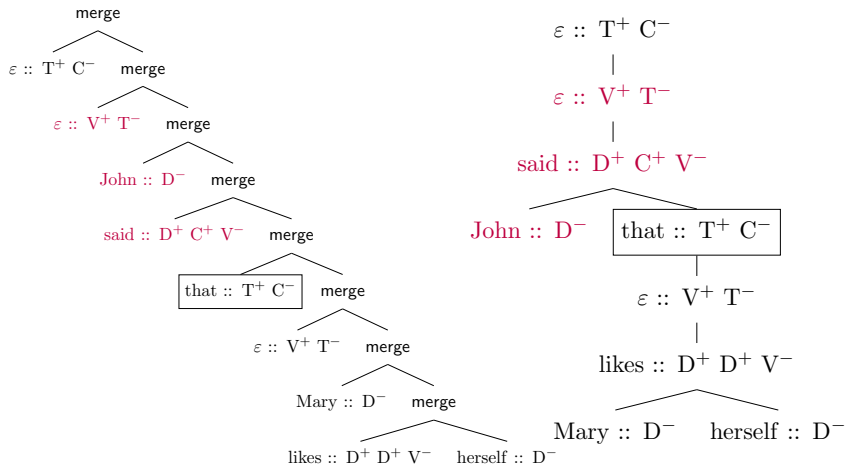 merge
ε :: T⁺ C⁻
merge
ε :: V⁺ T⁻
merge
John :: D⁻
merge
said :: D⁺ C⁺ V⁻
merge
that :: T⁺ C⁻
merge
ε :: V⁺ T⁻
merge
Mary :: D⁻
merge
likes :: D⁺ D⁺ V⁻
herself :: D⁻
ε :: T⁺ C⁻
ε :: V⁺ T⁻
said :: D⁺ C⁺ V⁻
John :: D⁻
that :: T⁺ C⁻
ε :: V⁺ T⁻
likes :: D⁺ D⁺ V⁻
Mary :: D⁻
herself :: D⁻